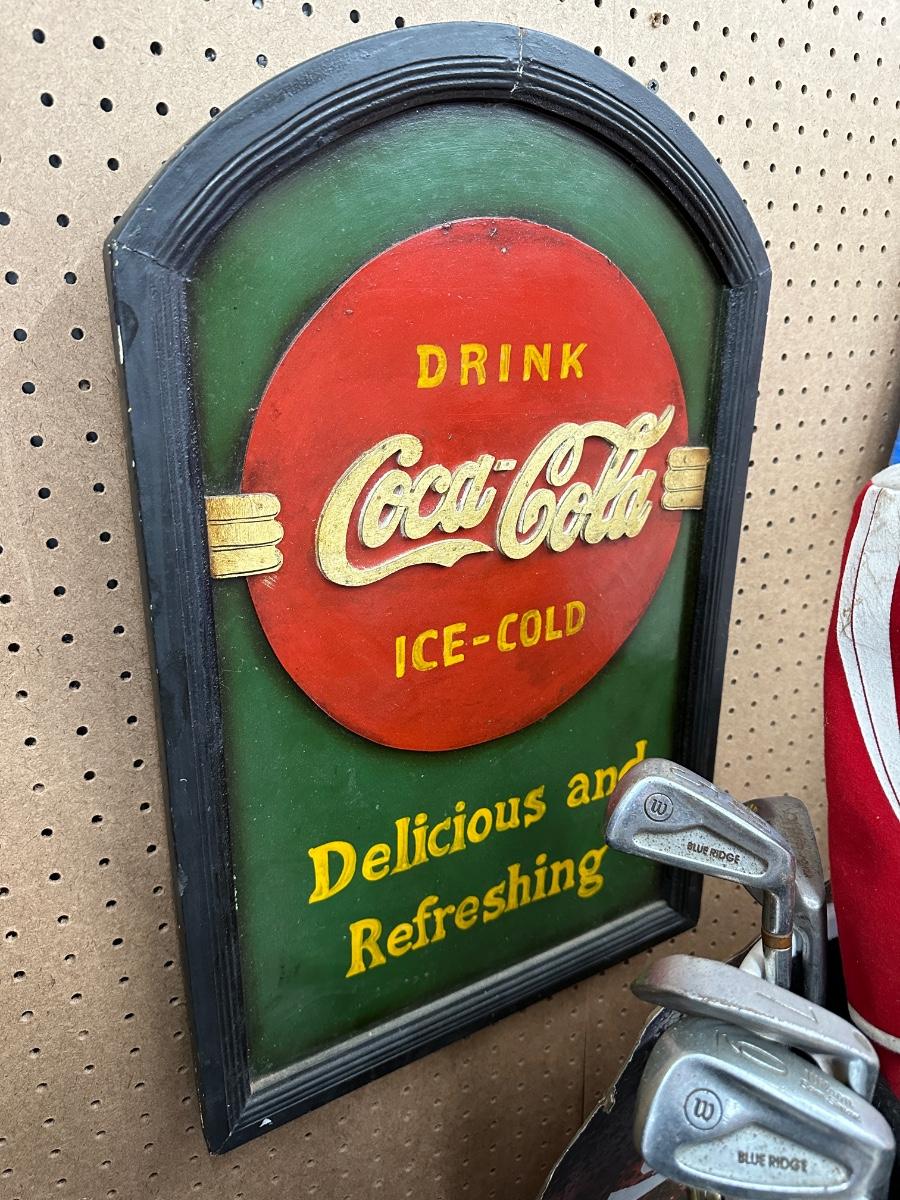 DRINK
Coca-Cola
ICE-COLD
Delicious and
Refreshing
W
BLUE RIDGE
W
BLUE RIDGE